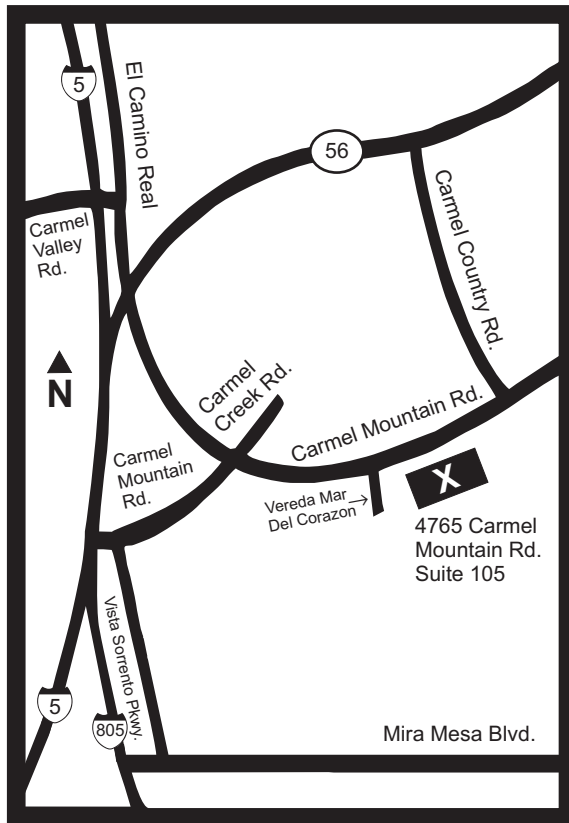 5
El Camino Real
56
Carmel
Valley
Rd.
Carmel Country Rd.
N
Carmel
Creek Rd.
Carmel Mountain Rd.
Carmel
Mountain
Rd.
Vereda Mar
Del Corazon
X
4765 Carmel
Mountain Rd.
Suite 105
Vista Sorrento Pkwy.
5
805
Mira Mesa Blvd.